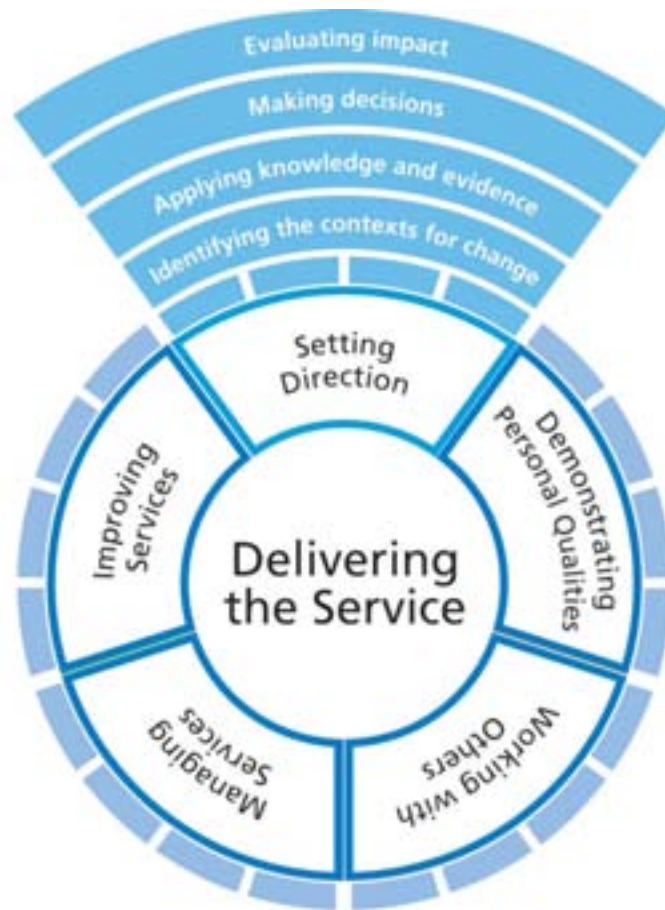 Evaluating impact
Making decisions
Applying knowledge and evidence
Identifying the contexts for change
Setting
Direction
Demonstrating
Personal Qualities
Working with
Others
Managing
Services
Improving
Services
Delivering
the Service